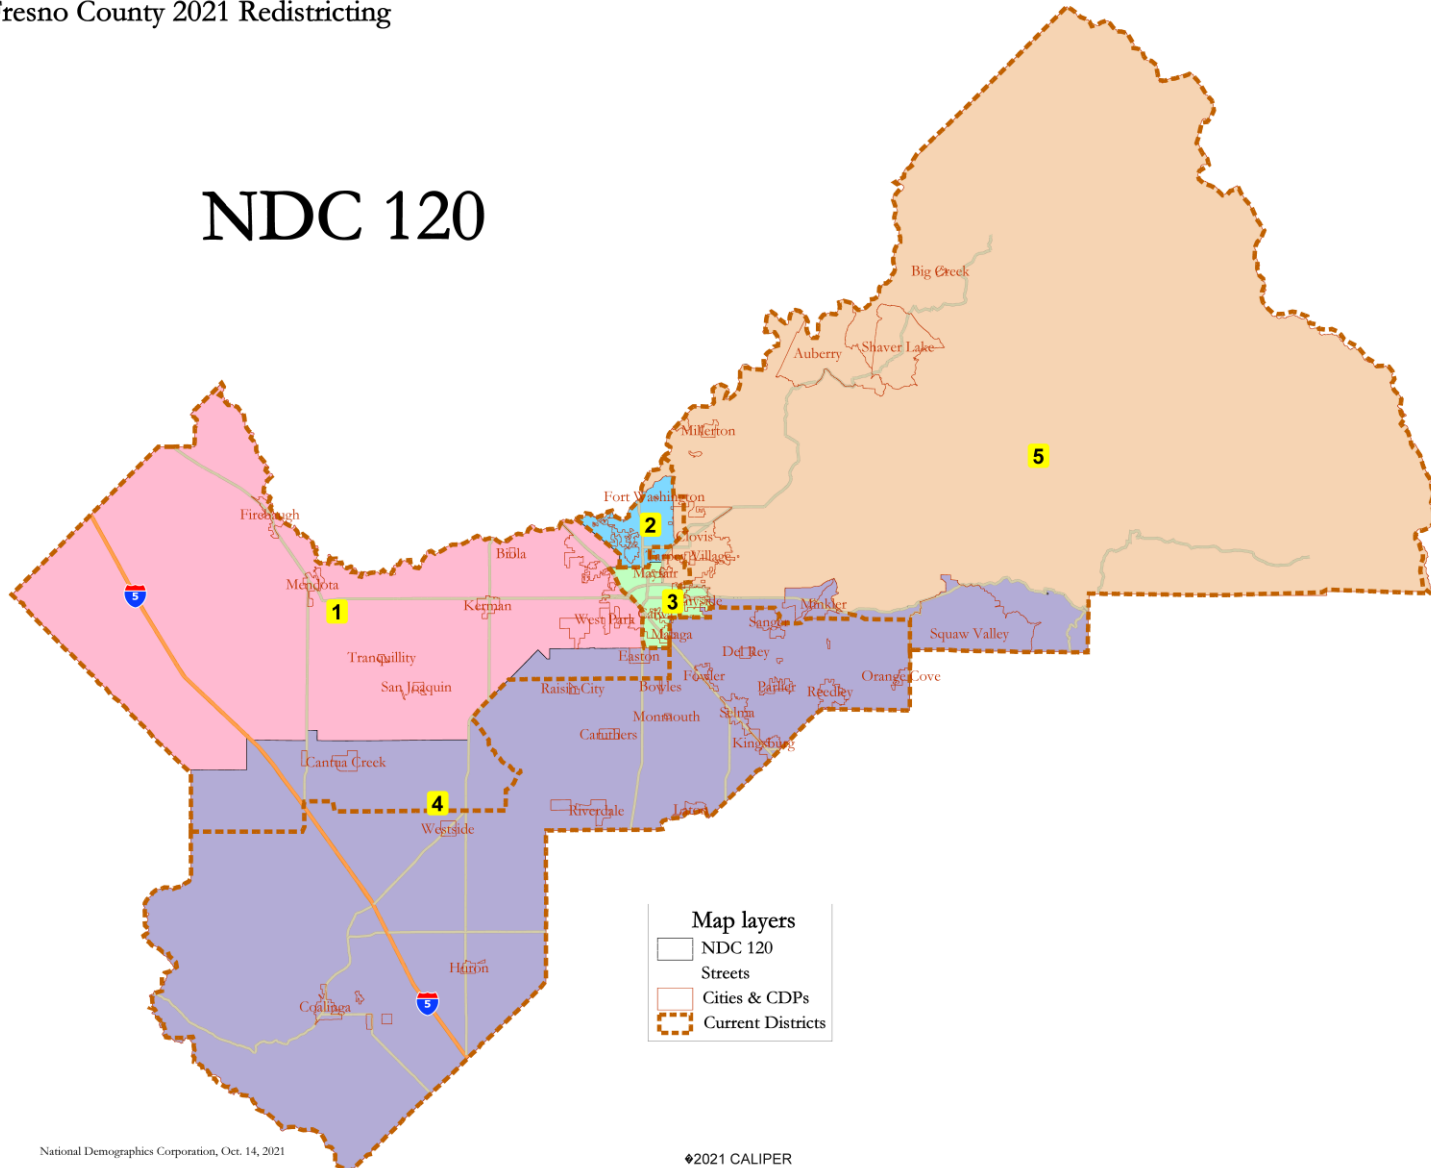 resno County 2021 Redistricting
NDC 120
Big Creek
Auberry
Shaver Lake
Millerton
5
Fort Washington
2
Clovis
Firebaugh
Biola
Village
Mayfair
Mendota
5
1
Kerman
3
Minkler
West Park
Sanger
Malaga
Squaw Valley
Tranquillity
Easton
Del Rey
San Joaquin
Raisin City
Bowles
Fowler
Parlier
Reedley
Orange Cove
Monmouth
Selma
Caruthers
Kingsburg
Cantua Creek
4
Riverdale
Laton
Westside
Map layers
NDC 120
Streets
Cities & CDPs
Current Districts
Huron
Coalinga
5
National Demographics Corporation, Oct. 14, 2021
�2021 CALIPER